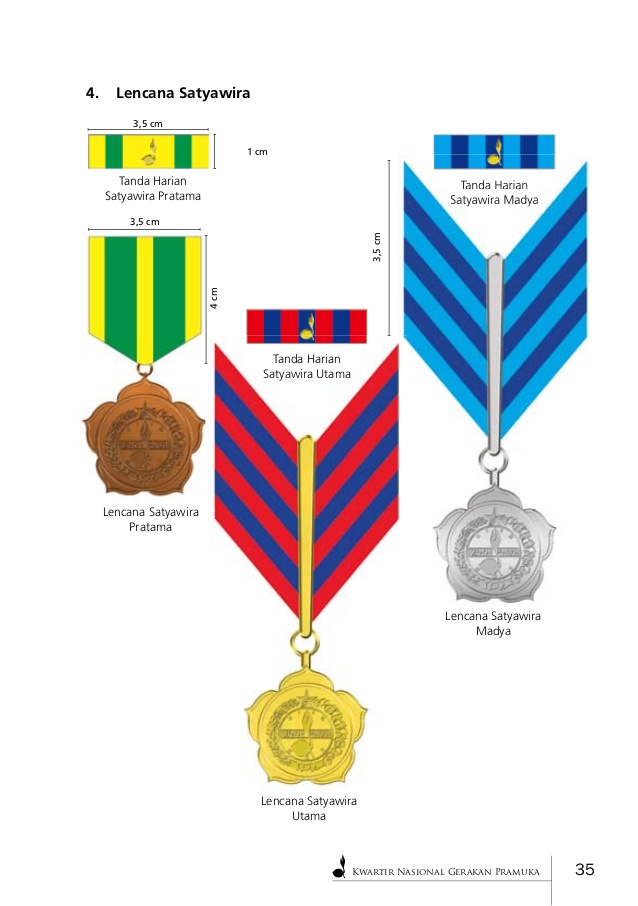 4. Lencana Satyawira
3,5 cm
1 cm
Tanda Harian
Satyawira Pratama
Tanda Harian
Satyawira Madya
3,5 cm
4 cm
3,5 cm
Tanda Harian
Satyawira Utama
Lencana Satyawira
Pratama
Lencana Satyawira
Madya
Lencana Satyawira
Utama
Kwartir Nasional Gerakan Pramuka
35